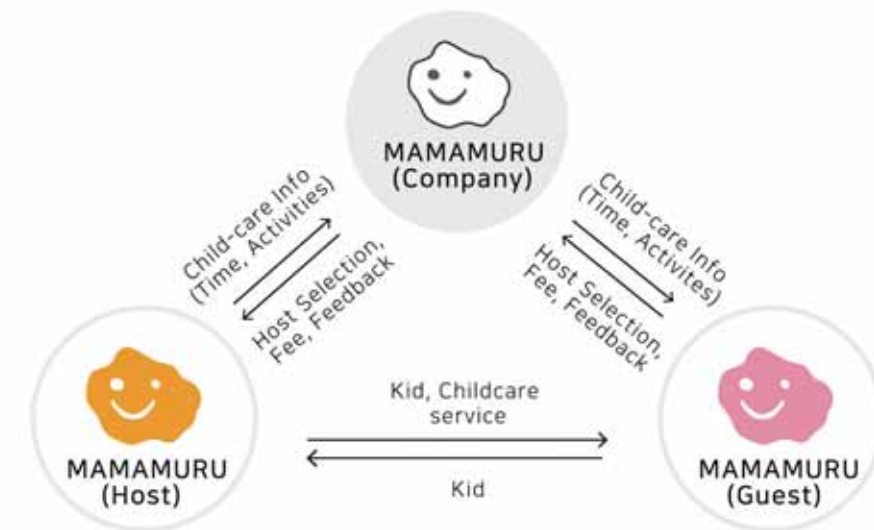 MAMAMURU
(Company)
Child-care Info
(Time, Activities)
Host Selection,
Fee, Feedback
Child-care Info
(Time, Activites)
Host Selection,
Fee, Feedback
Kid, Childcare
service
Kid
MAMAMURU
(Host)
MAMAMURU
(Guest)